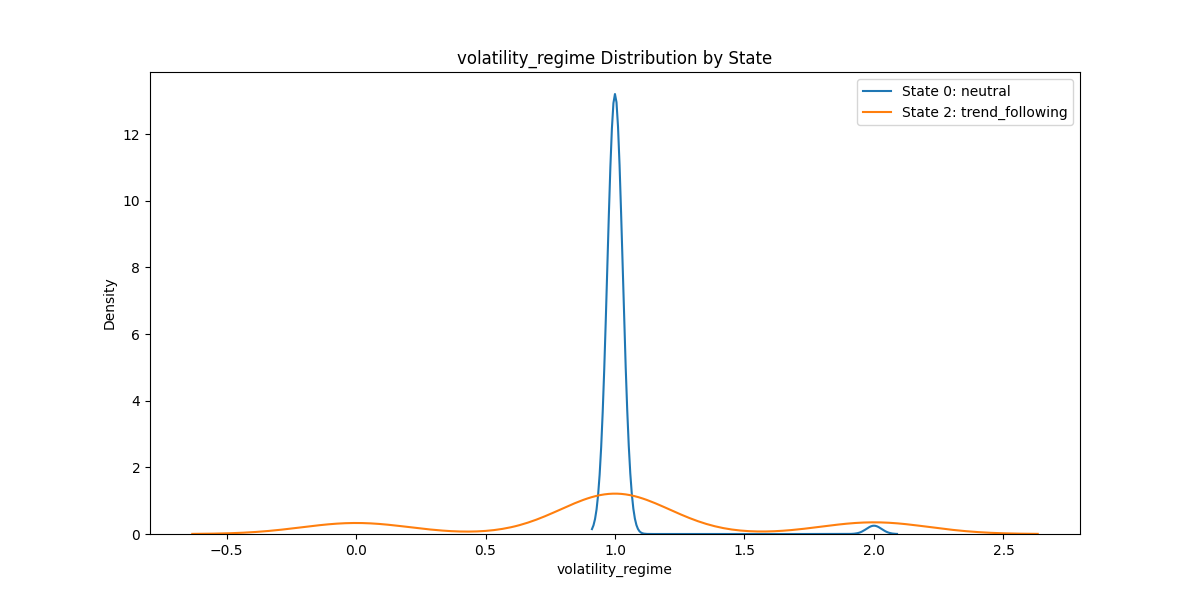 volatility_regime Distribution by State
State 0: neutral
State 2: trend_following
Density
12
10
8
6
4
2
0
−0.5
0.0
0.5
1.0
1.5
2.0
2.5
volatility_regime